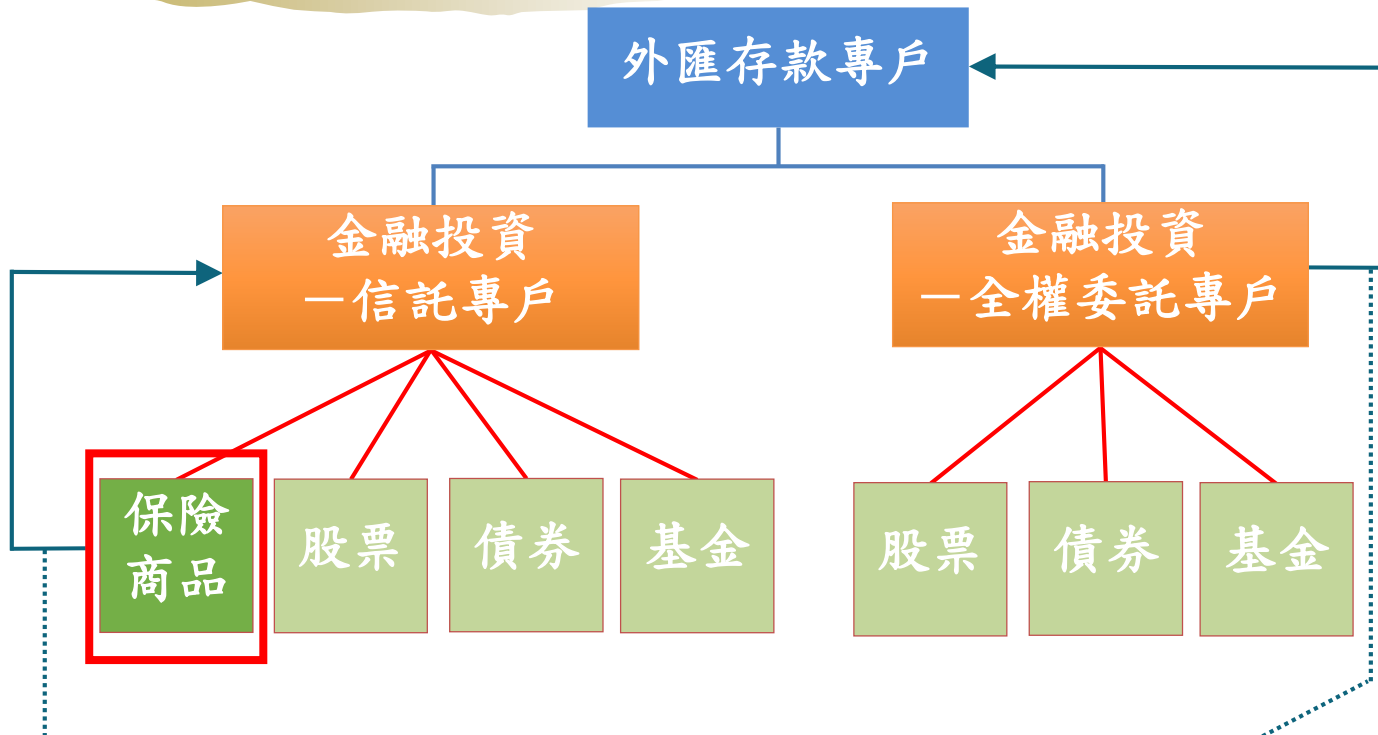 外匯存款專戶
金融投資
－信託專戶
金融投資
－全權委託專戶
保險
商品
股票
債券
基金
股票
債券
基金